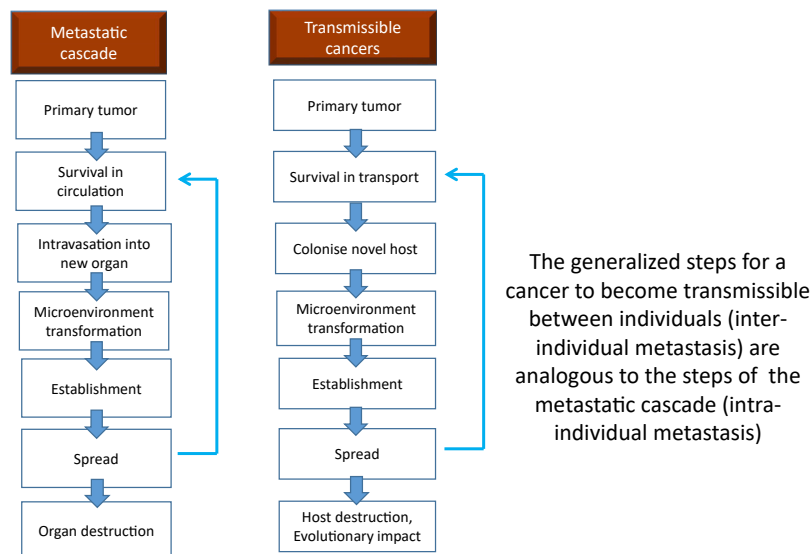 Metastatic
cascade
Primary tumor
Survival in
circulation
Intravasation into
new organ
Microenvironment
transformation
Establishment
Spread
Organ destruction
Transmissible
cancers
Primary tumor
Survival in transport
Colonise novel host
Microenvironment
transformation
Establishment
Spread
Host destruction,
Evolutionary impact
The generalized steps for a
cancer to become transmissible
between individuals (inter-
individual metastasis) are
analogous to the steps of the
metastatic cascade (intra-
individual metastasis)